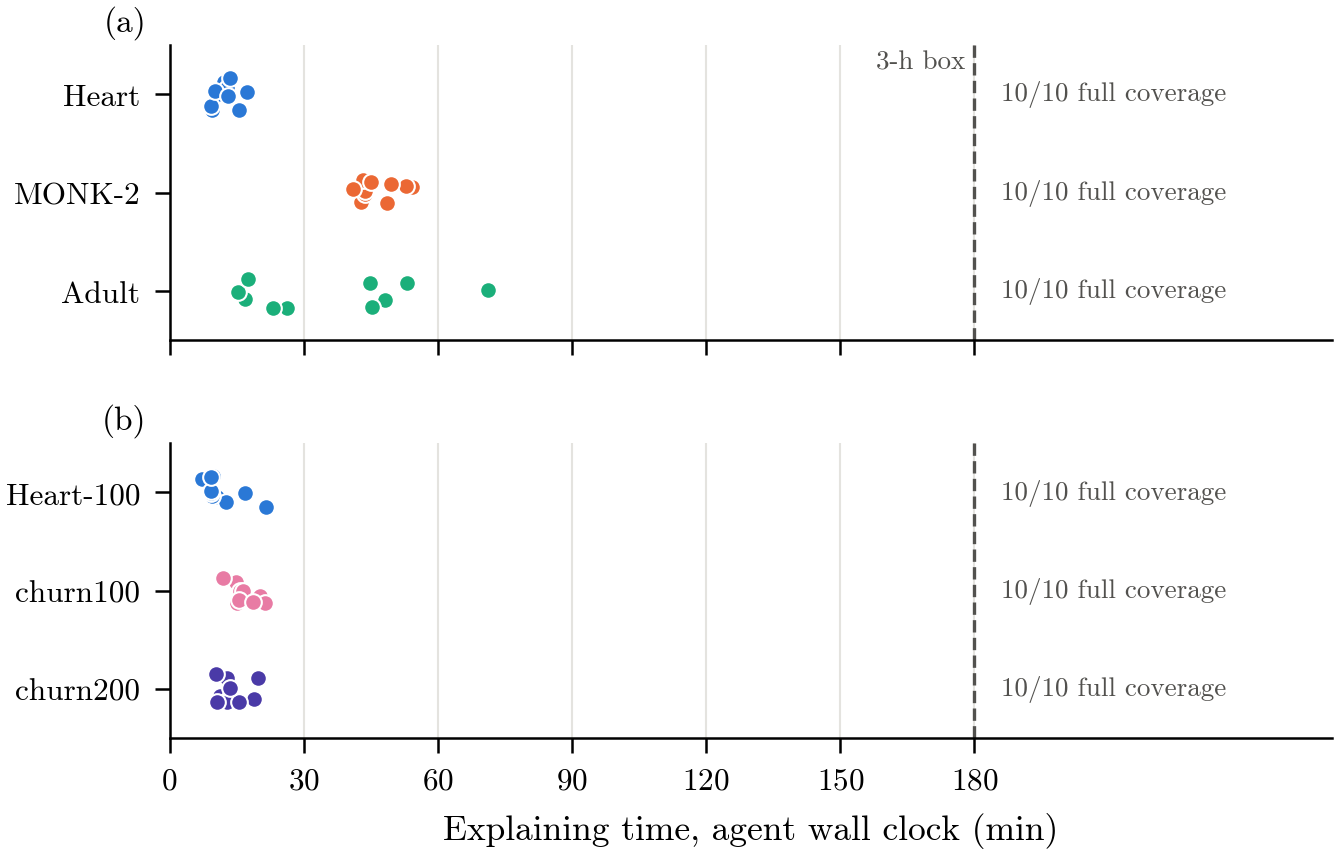 (a)
3-h box
Heart
10/10 full coverage
MONK-2
10/10 full coverage
Adult
10/10 full coverage
(b)
Heart-100
10/10 full coverage
churn100
10/10 full coverage
churn200
10/10 full coverage
0 30 60 90 120 150 180
Explaining time, agent wall clock (min)